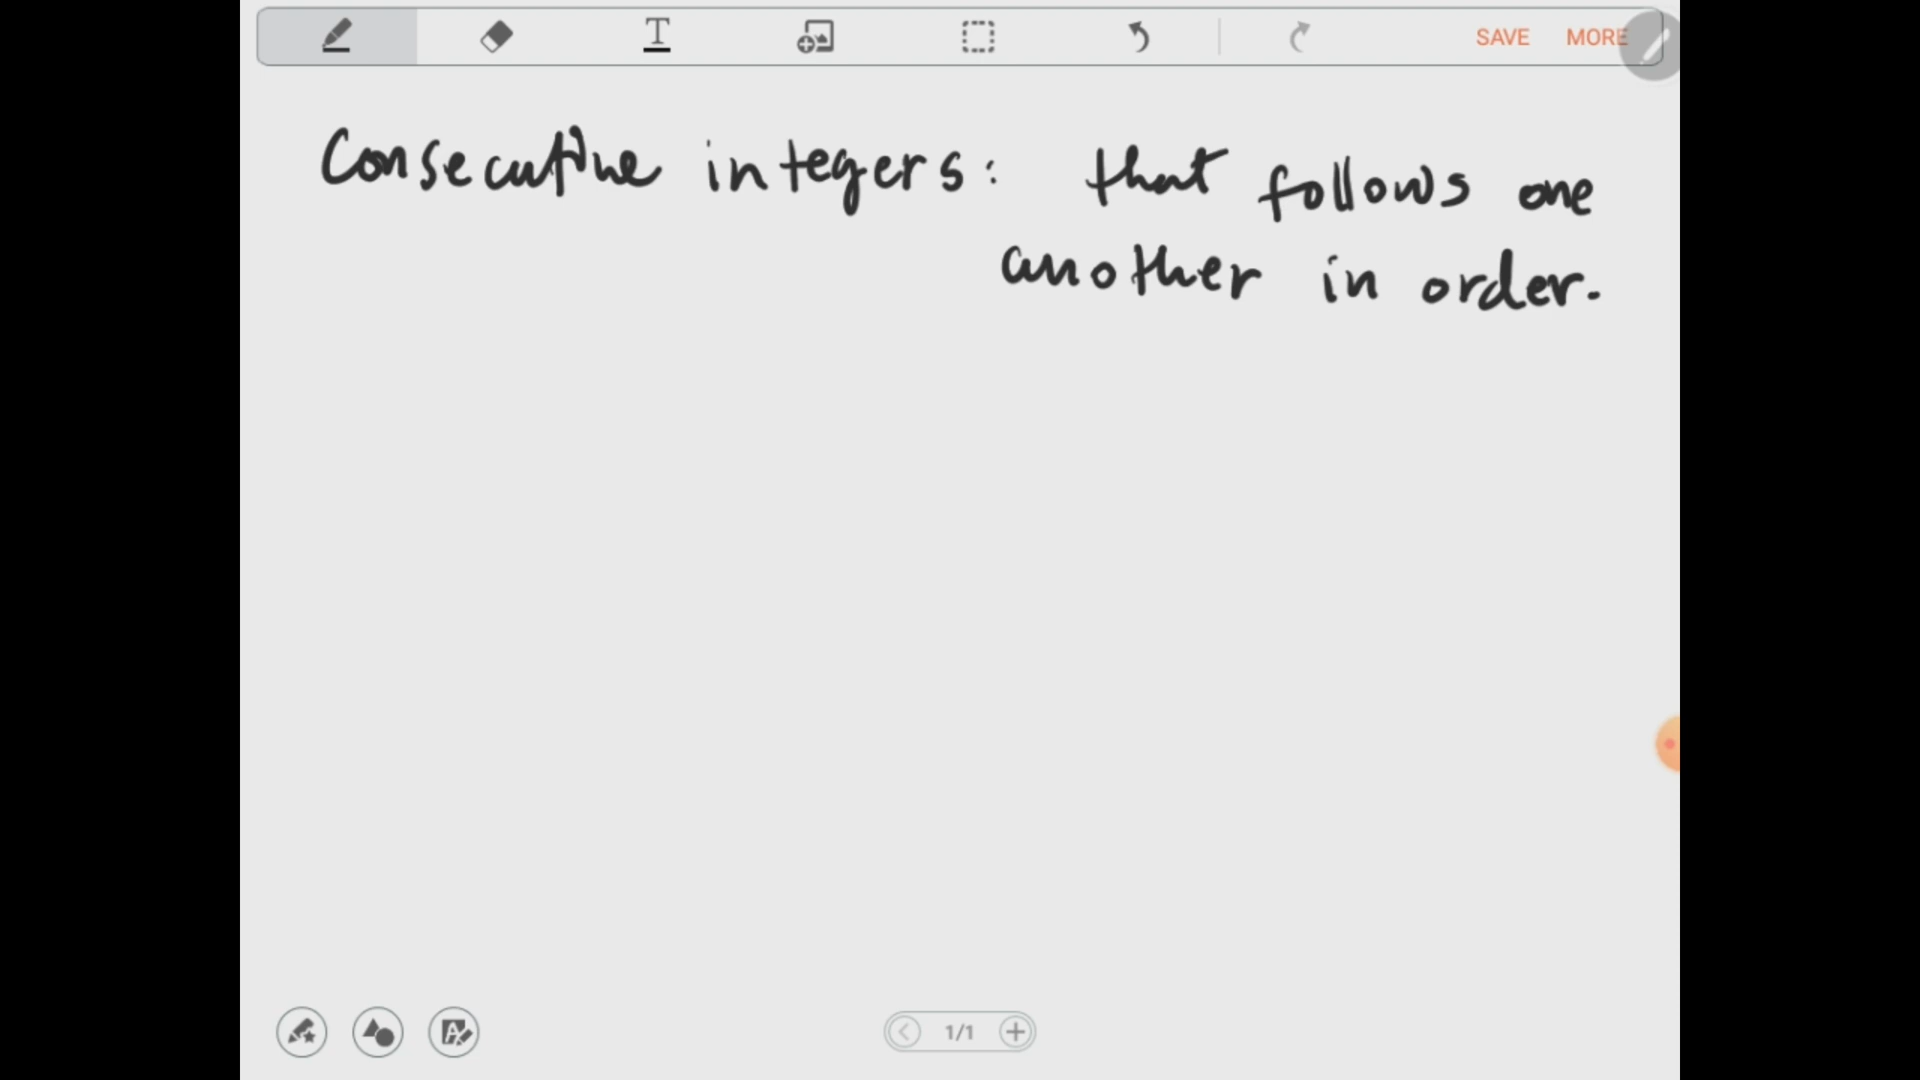 T SAVE MORE
Consecutive integers: that follows one
another in order.
1/1